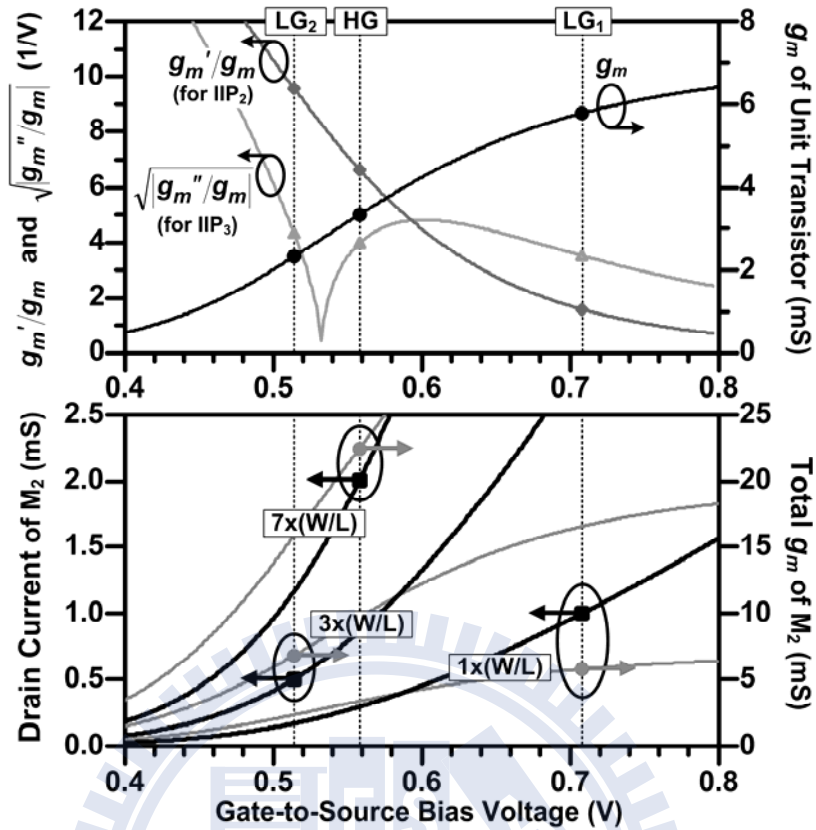 LG₂ HG LG₁
12 8
10 6
8
6 4
4 2
2
0 0
gₘ'/gₘ and √|gₘ''/gₘ| (1/V)
gₘ'/gₘ
(for IIP₂)
√|gₘ''/gₘ|
(for IIP₃)
gₘ
gₘ of Unit Transistor (mS)
0.4 0.5 0.6 0.7 0.8
2.5 25
2.0 20
1.5 15
1.0 10
0.5 5
0.0 0
Drain Current of M₂ (mS)
7x(W/L)
3x(W/L)
1x(W/L)
Total gₘ of M₂ (mS)
0.4 0.5 0.6 0.7 0.8
Gate-to-Source Bias Voltage (V)